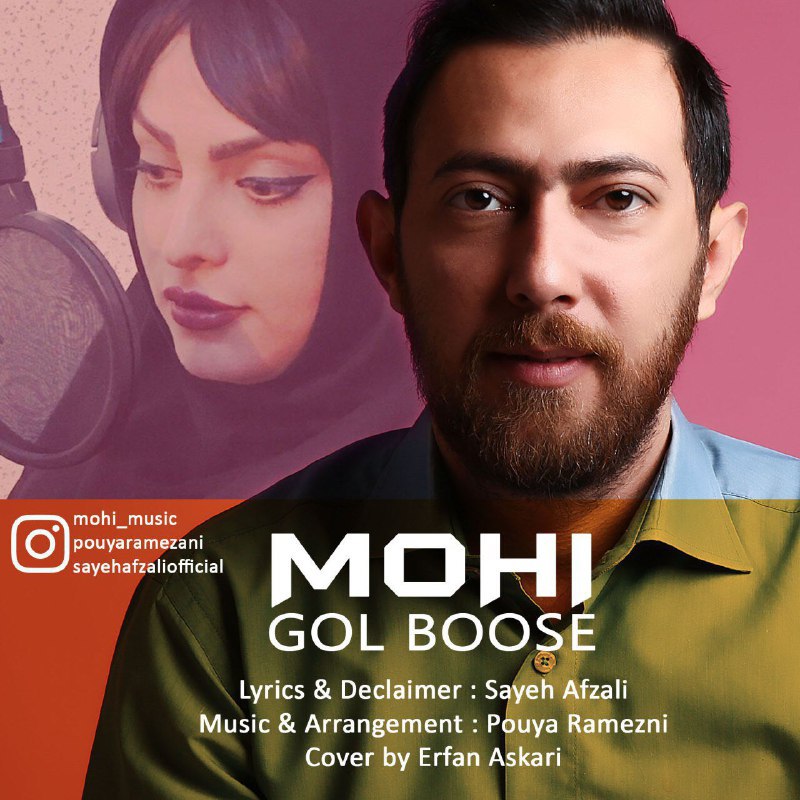 mohi_music
pouyaramezani
sayehafzaliofficial
MOHI
GOL BOOSE
Lyrics & Declaimer : Sayeh Afzali
Music & Arrangement : Pouya Ramezni
Cover by Erfan Askari